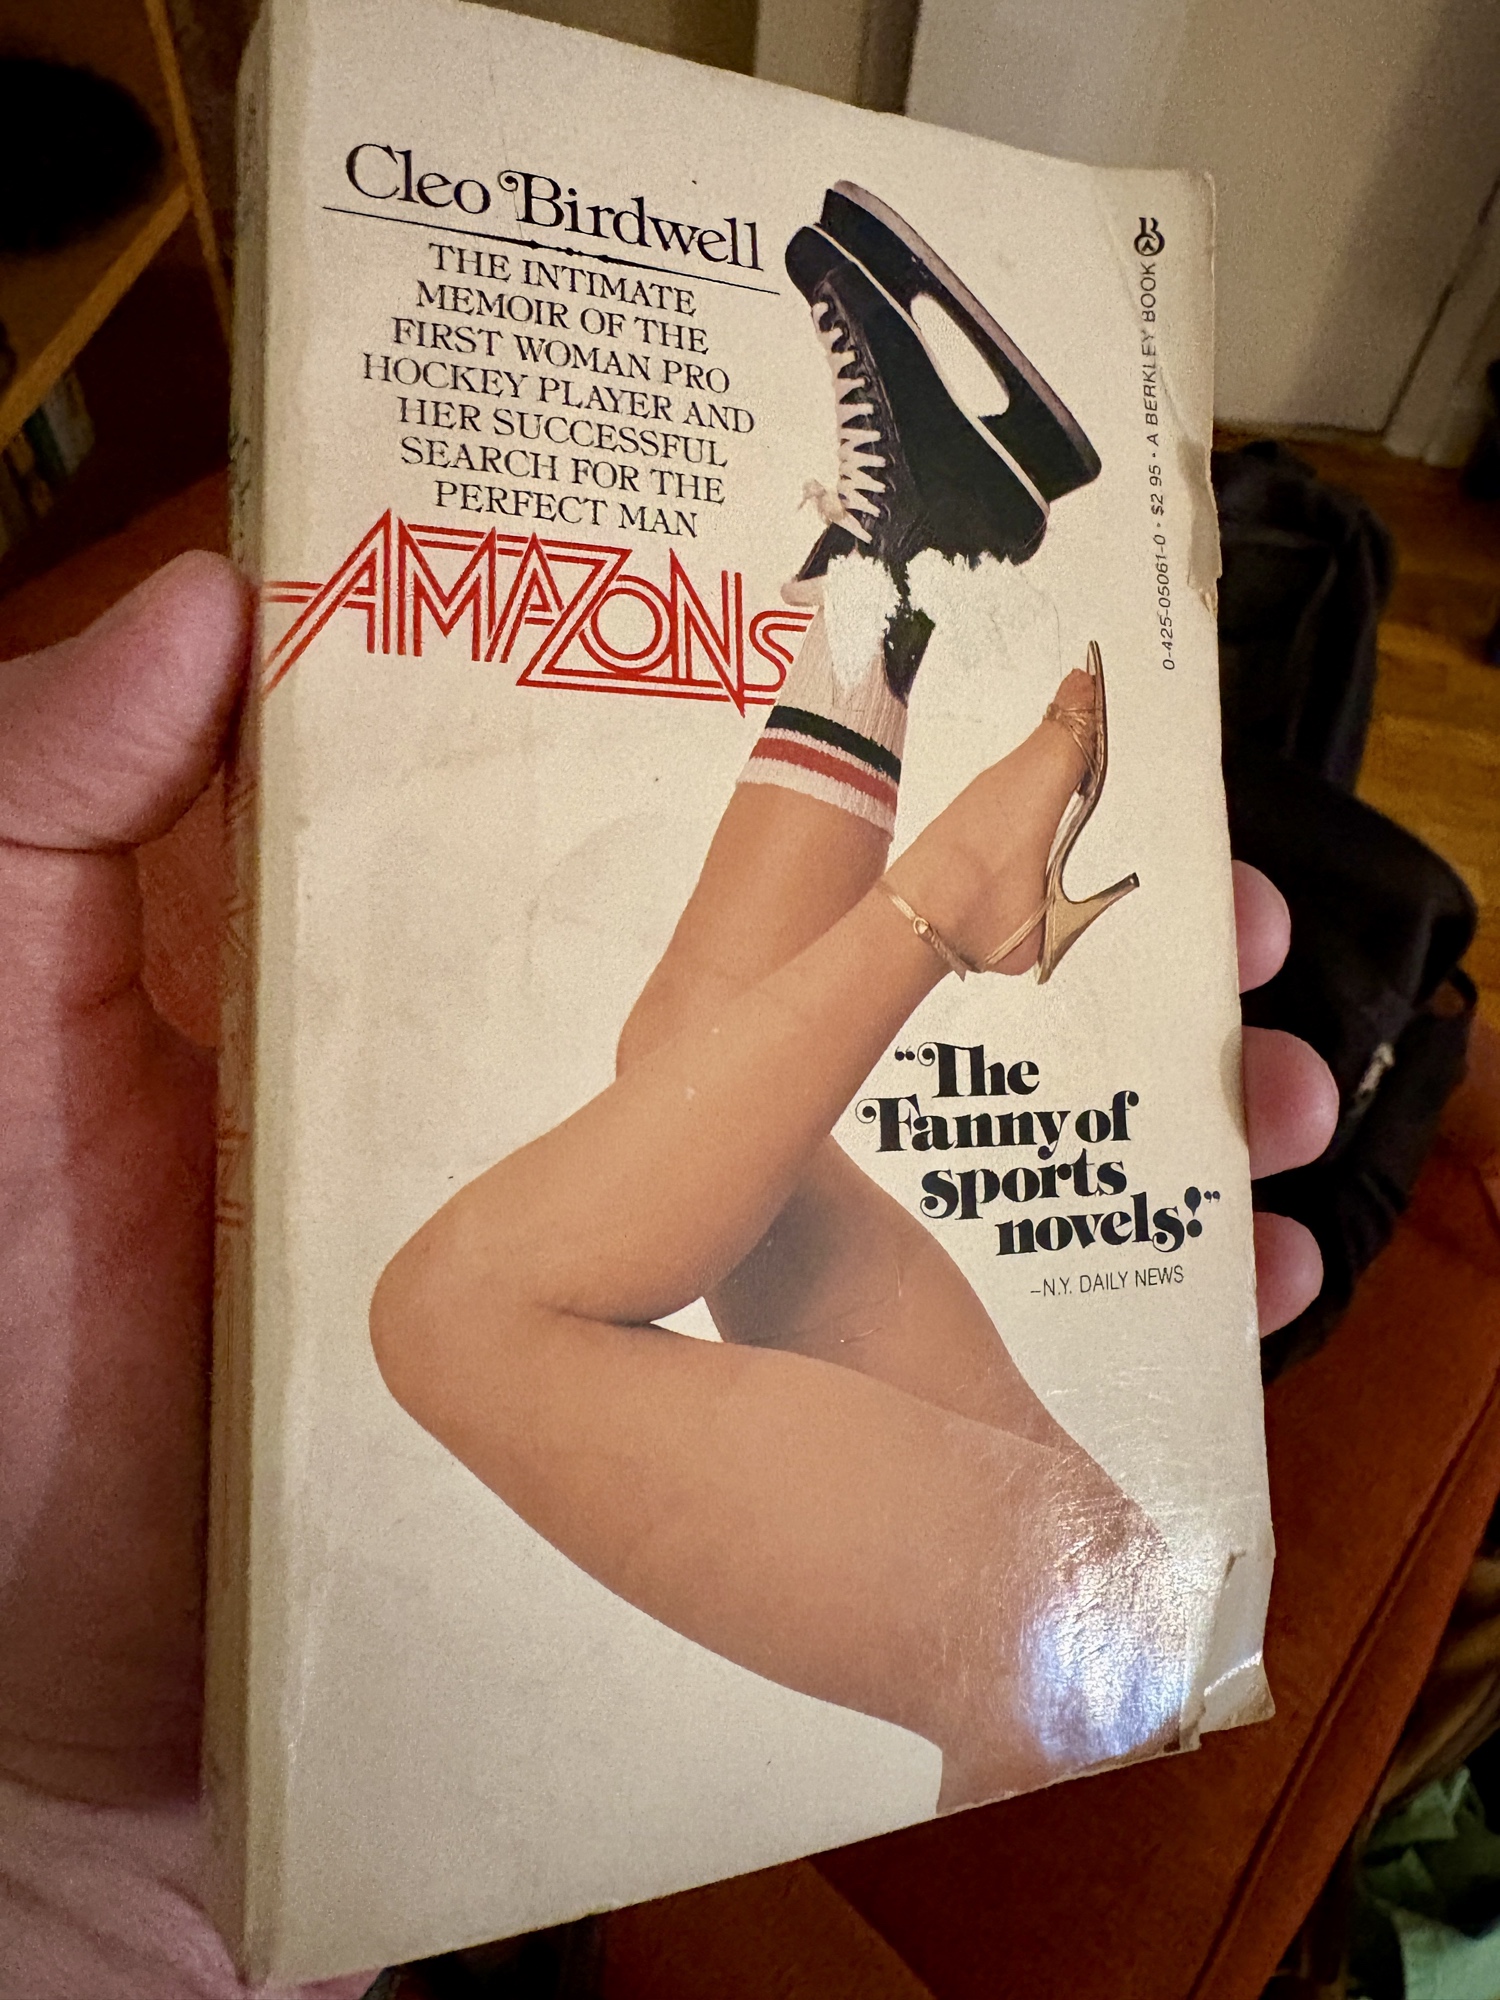 Cleo Birdwell
THE INTIMATE
MEMOIR OF THE
FIRST WOMAN PRO
HOCKEY PLAYER AND
HER SUCCESSFUL
SEARCH FOR THE
PERFECT MAN
AMAZONS
0-425-05061-0 • $2.95 • A BERKLEY BOOK
“The
Fanny of
sports
novels!”
—N.Y. DAILY NEWS